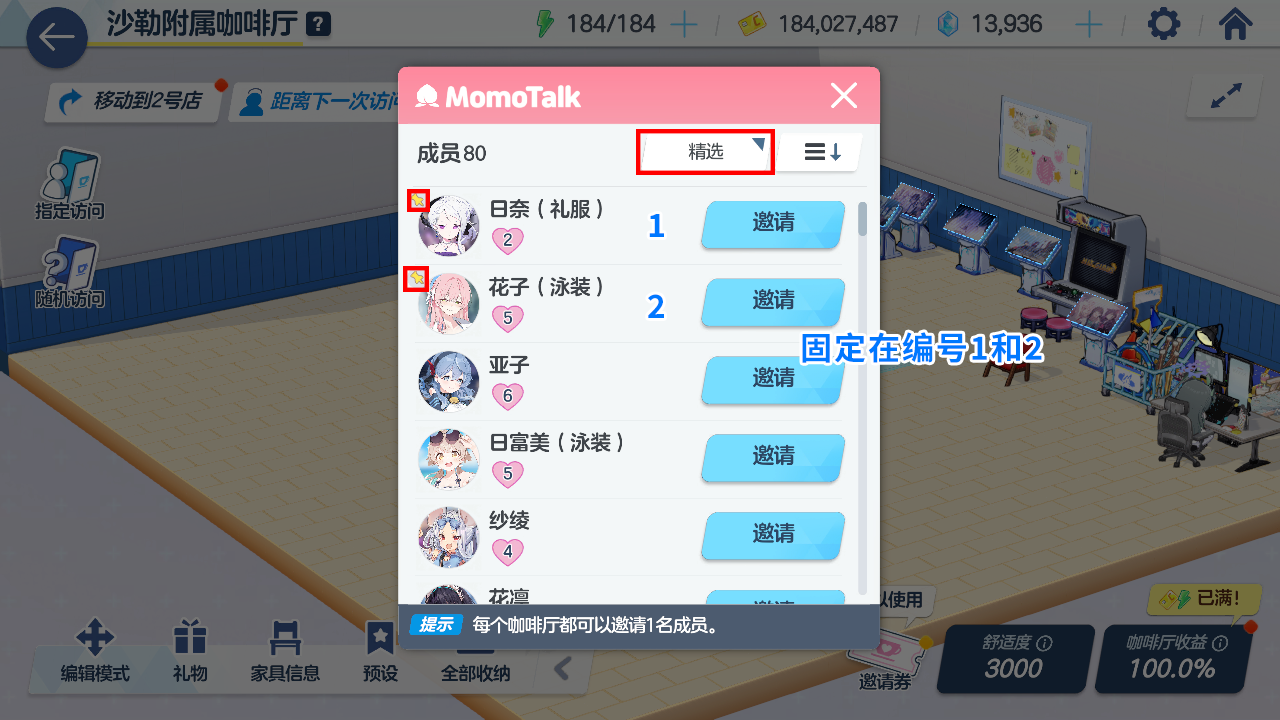 沙勒附属咖啡厅 ?
184/184
184,027,487
13,936
移动到2号店
距离下一次访问
指定访问
随机访问
MomoTalk
成员80
精选
日奈（礼服）
2
1
邀请
花子（泳装）
5
2
邀请
固定在编号1和2
亚子
6
邀请
日富美（泳装）
5
邀请
纱绫
4
邀请
花凛
邀请
提示 每个咖啡厅都可以邀请1名成员。
以使用
已满!
编辑模式
礼物
家具信息
预设
全部收纳
邀请券
舒适度
3000
咖啡厅收益
100.0%